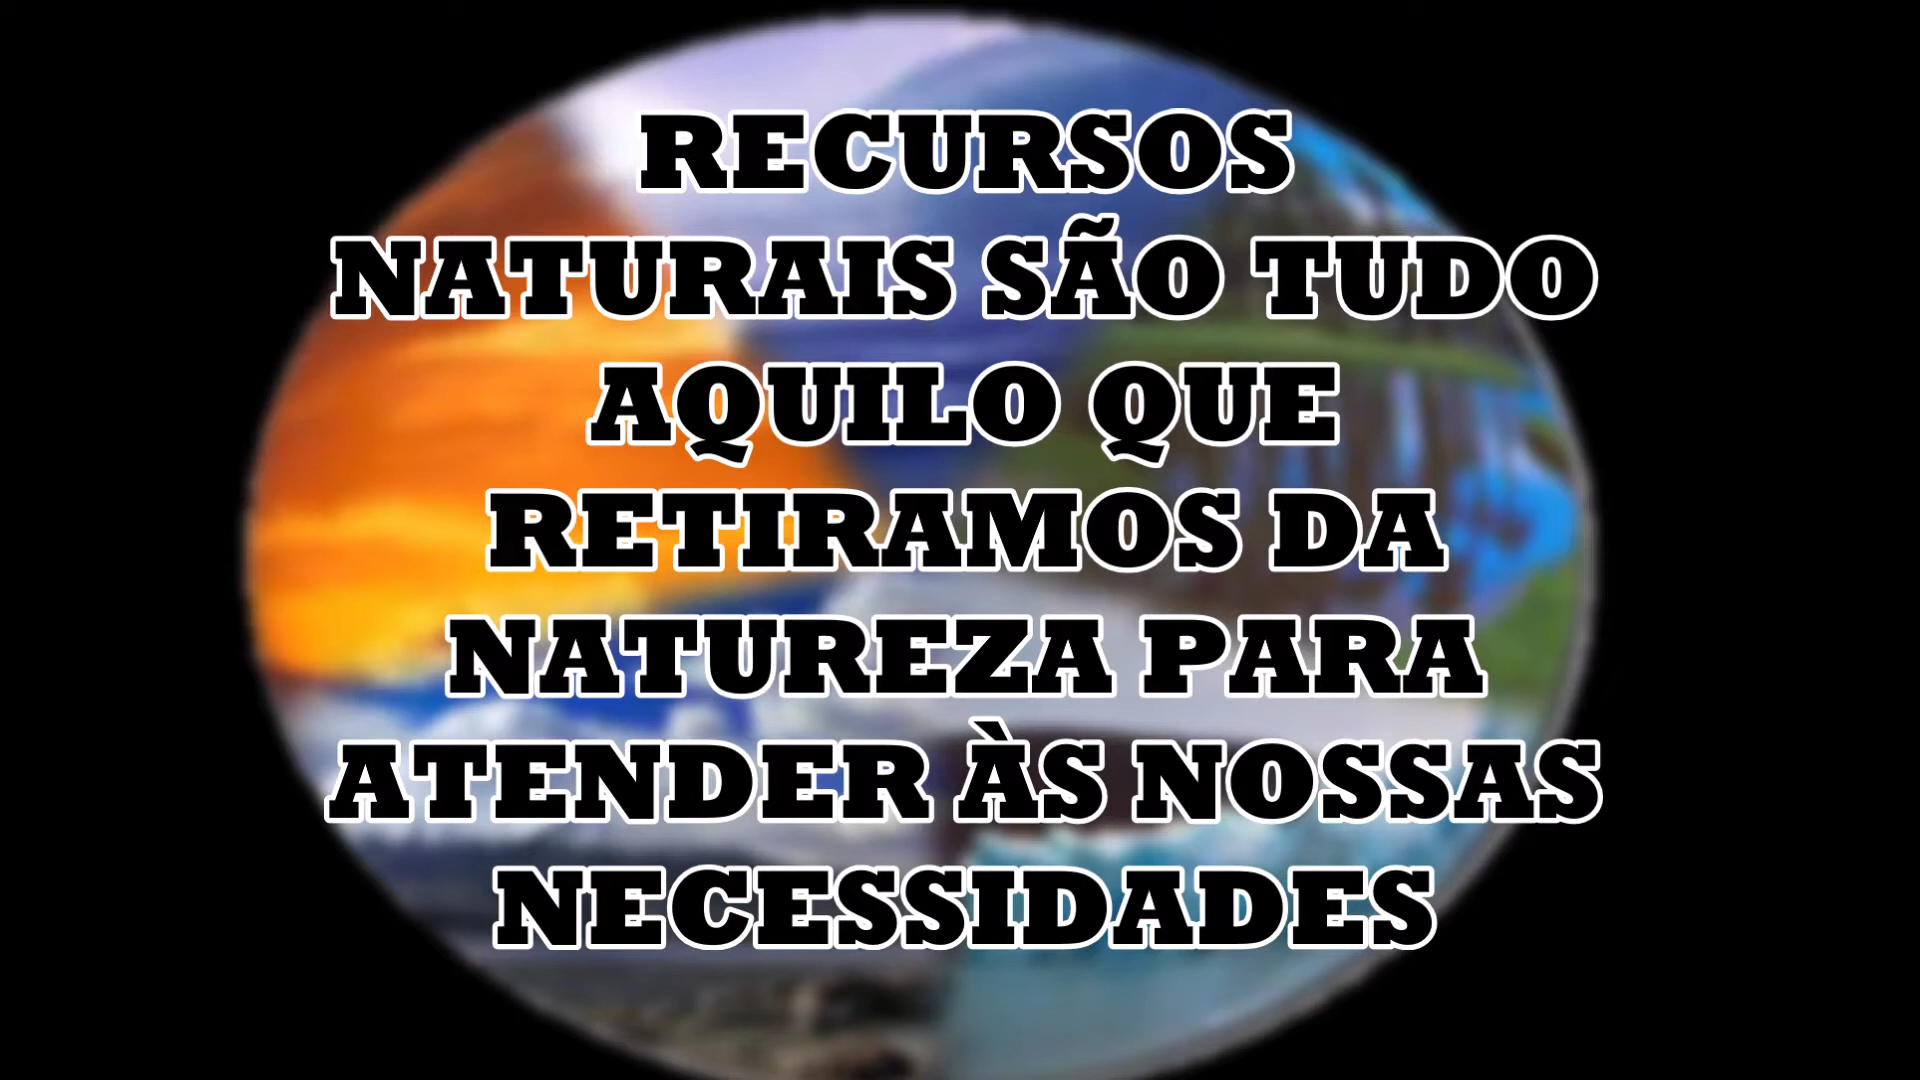 RECURSOS
NATURAIS SÃO TUDO
AQUILO QUE
RETIRAMOS DA
NATUREZA PARA
ATENDER ÀS NOSSAS
NECESSIDADES